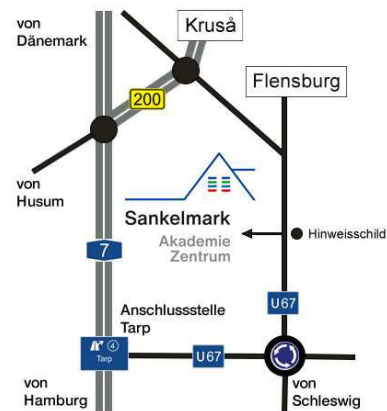 von
Dänemark
Kruså
Flensburg
200
von
Husum
Sankelmark
Akademie
Zentrum
Hinweisschild
7
U67
Anschlussstelle
Tarp
4
Tarp
U67
von
Hamburg
von
Schleswig